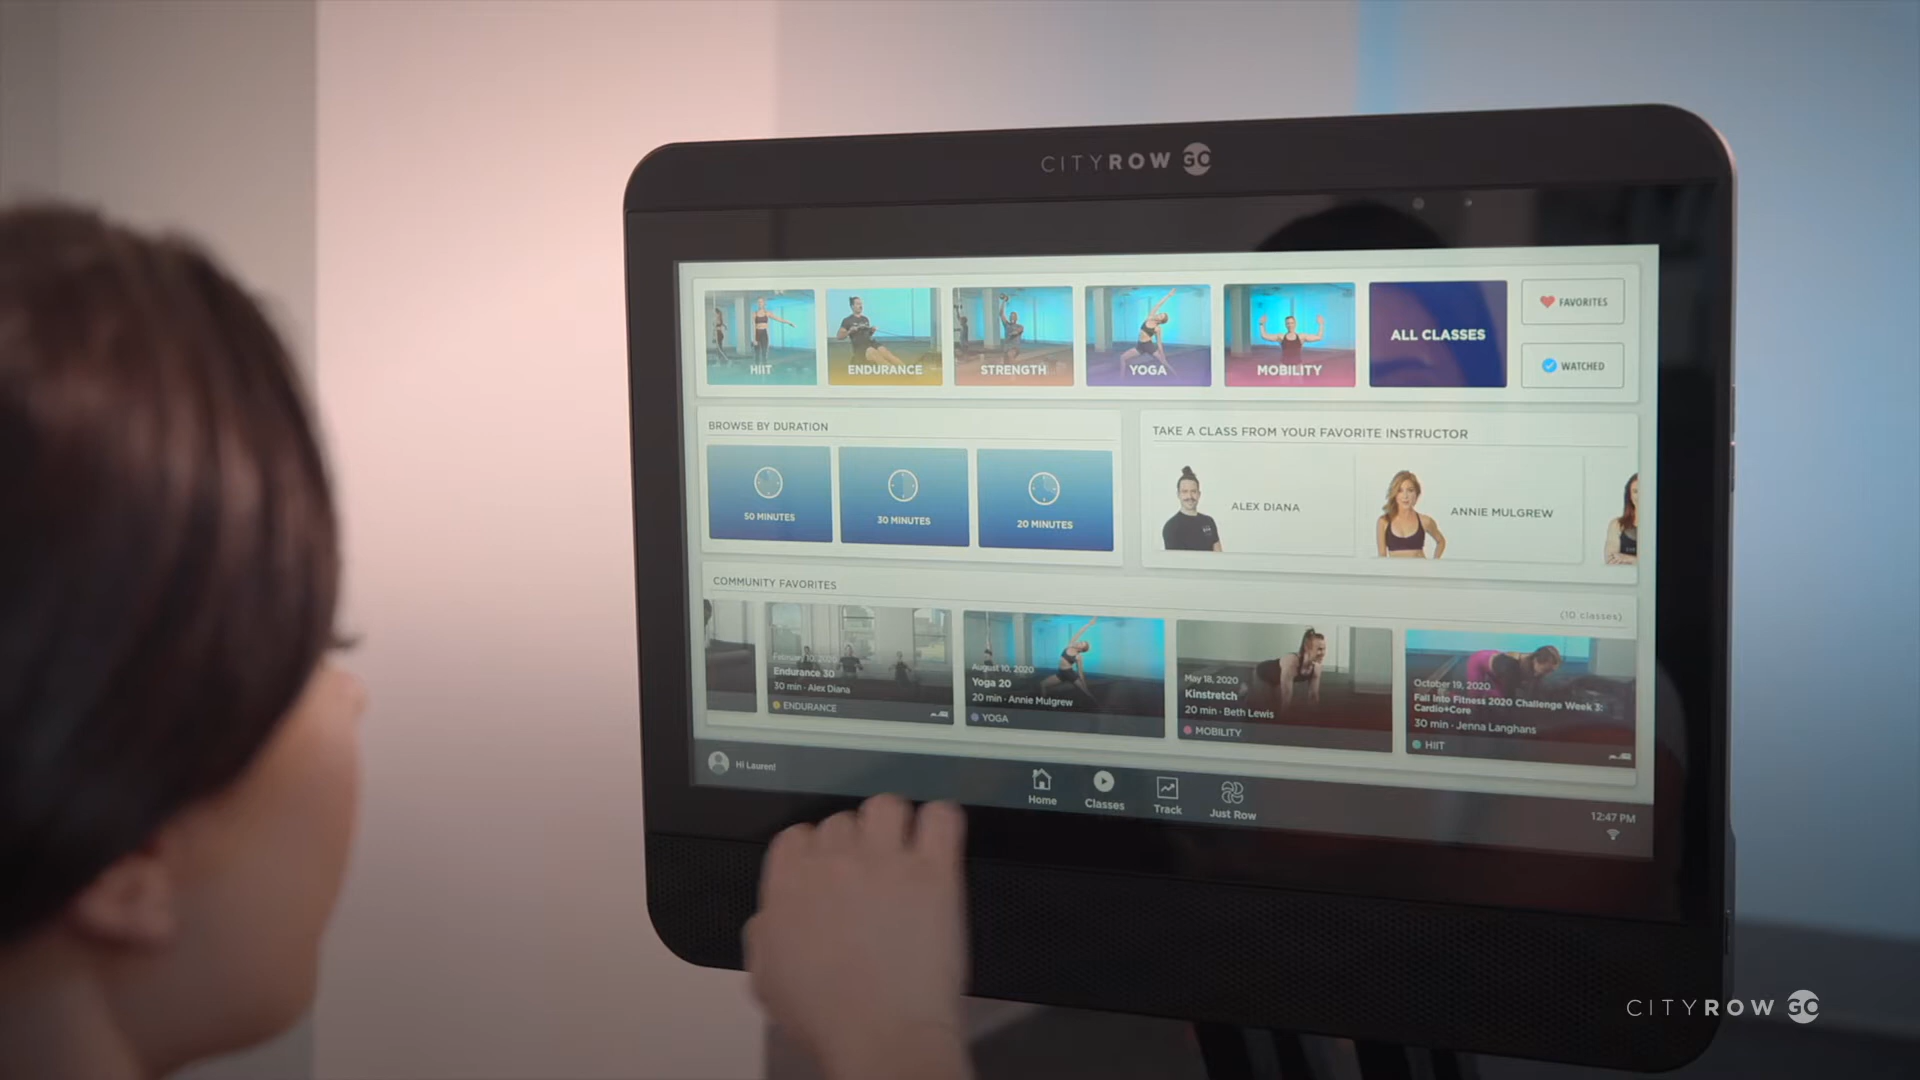 CITYROW GO
HIIT
ENDURANCE
STRENGTH
YOGA
MOBILITY
ALL CLASSES
FAVORITES
WATCHED
BROWSE BY DURATION
50 MINUTES
30 MINUTES
20 MINUTES
TAKE A CLASS FROM YOUR FAVORITE INSTRUCTOR
ALEX DIANA
ANNIE MULGREW
COMMUNITY FAVORITES
(10 classes)
February 10, 2020
Endurance 30
30 min · Alex Diana
ENDURANCE
August 10, 2020
Yoga 20
20 min · Annie Mulgrew
YOGA
May 18, 2020
Kinstretch
20 min · Beth Lewis
MOBILITY
October 19, 2020
Fall Into Fitness 2020 Challenge Week 3:
Cardio+Core
30 min · Jenna Langhans
HIIT
Hi Lauren!
Home
Classes
Track
Just Row
12:47 PM
CITYROW GO